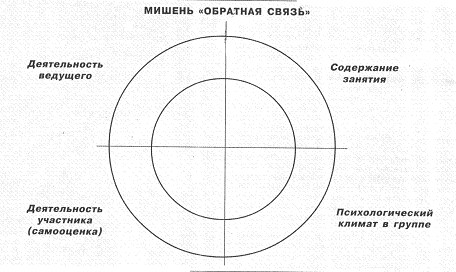 МИШЕНЬ «ОБРАТНАЯ СВЯЗЬ»
Деятельность
ведущего
Содержание
занятия
Деятельность
участника
(самооценка)
Психологический
климат в группе